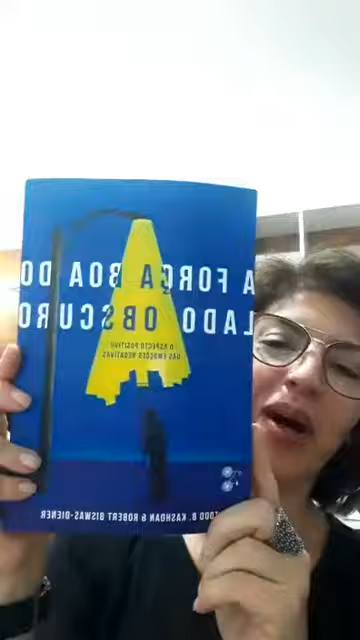 A FORÇA BOA DO
LADO OBSCURO
O ASPECTO POSITIVO
DAS EMOÇÕES NEGATIVAS
TODD B. KASHDAN & ROBERT BISWAS-DIENER